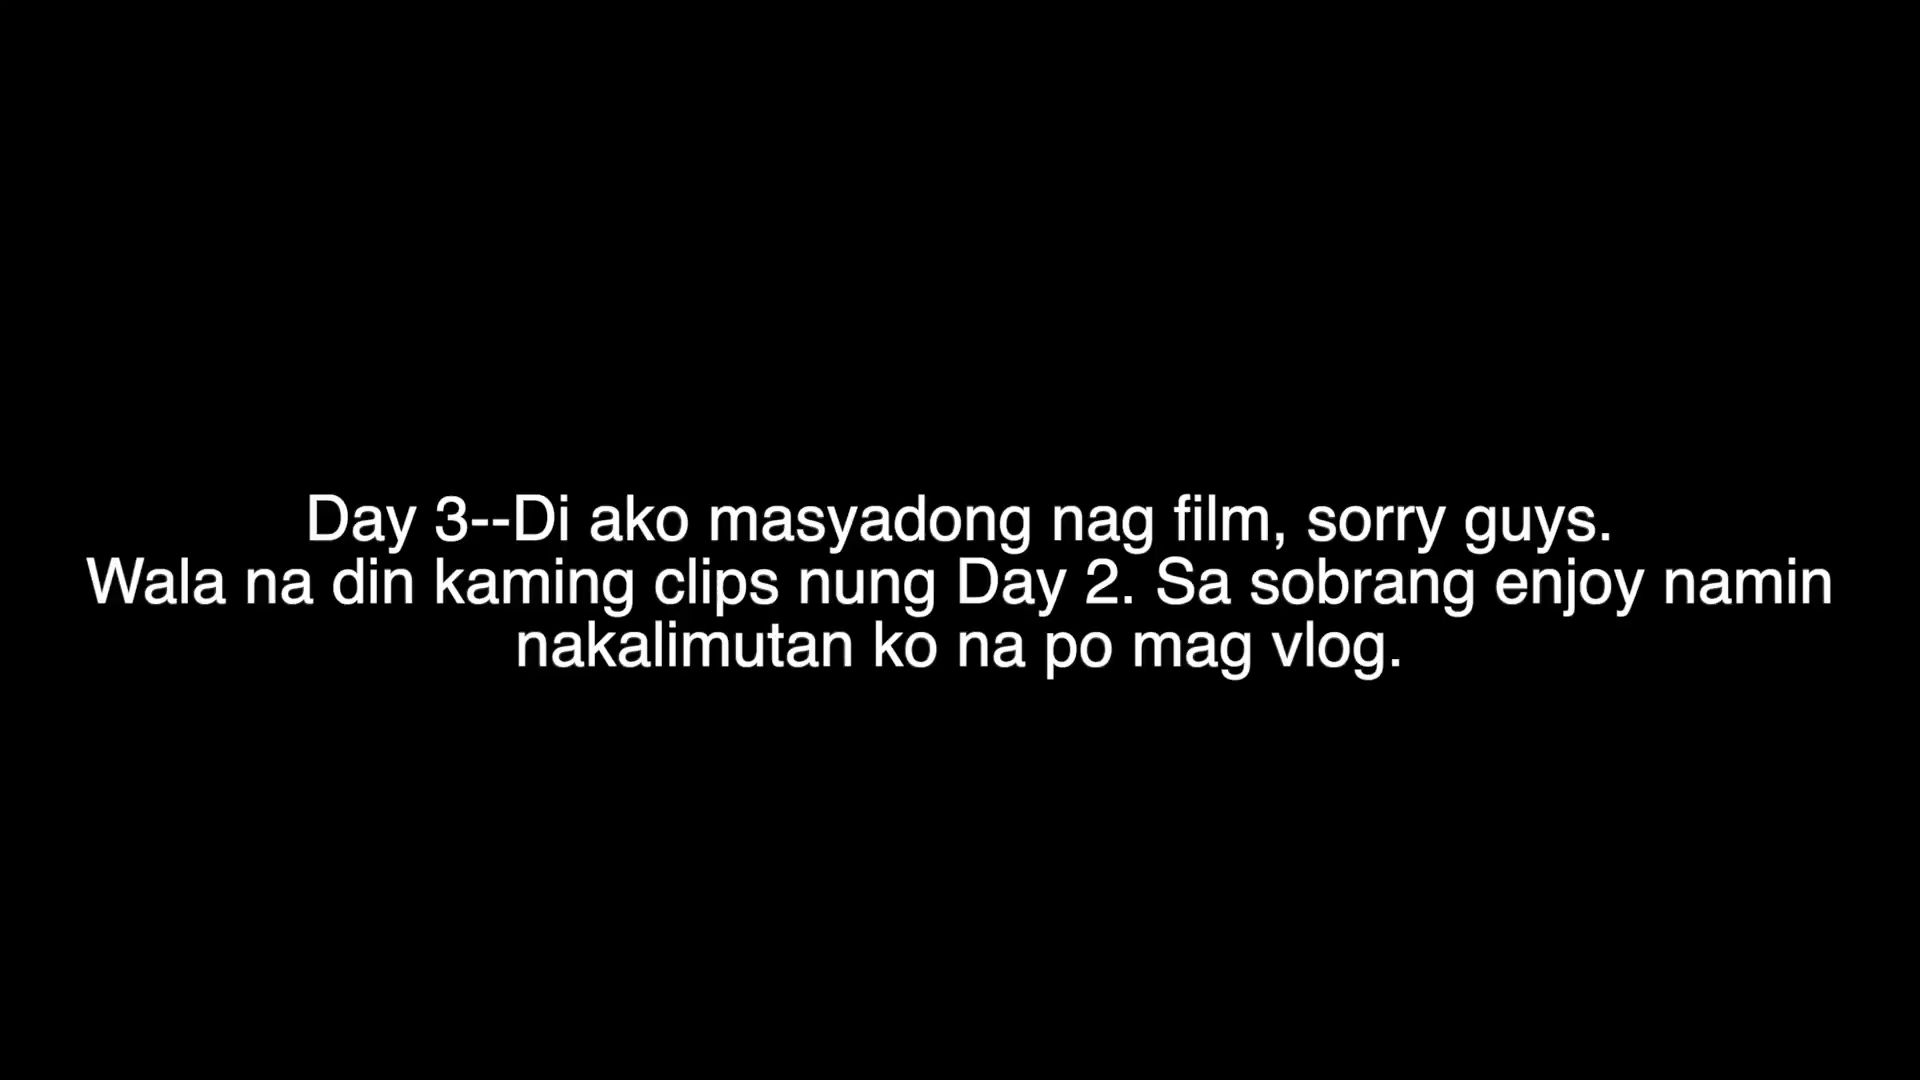 Day 3--Di ako masyadong nag film, sorry guys.
Wala na din kaming clips nung Day 2. Sa sobrang enjoy namin
nakalimutan ko na po mag vlog.